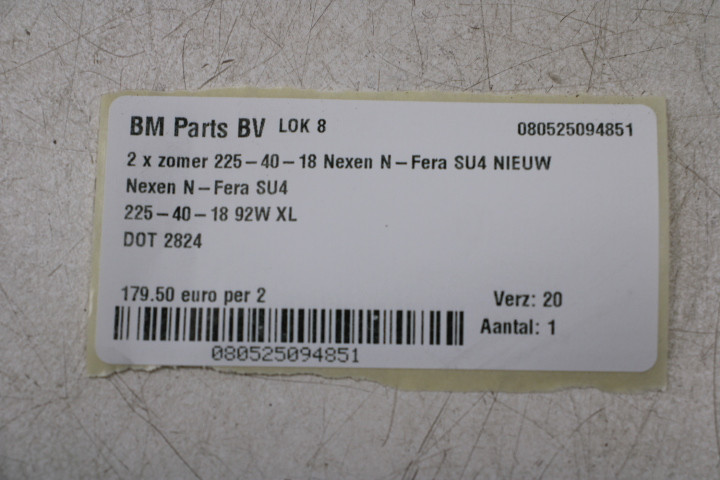 BM Parts BV LOK 8 080525094851
2 x zomer 225-40-18 Nexen N-Fera SU4 NIEUW
Nexen N-Fera SU4
225-40-18 92W XL
DOT 2824
179.50 euro per 2 Verz: 20
Aantal: 1
080525094851